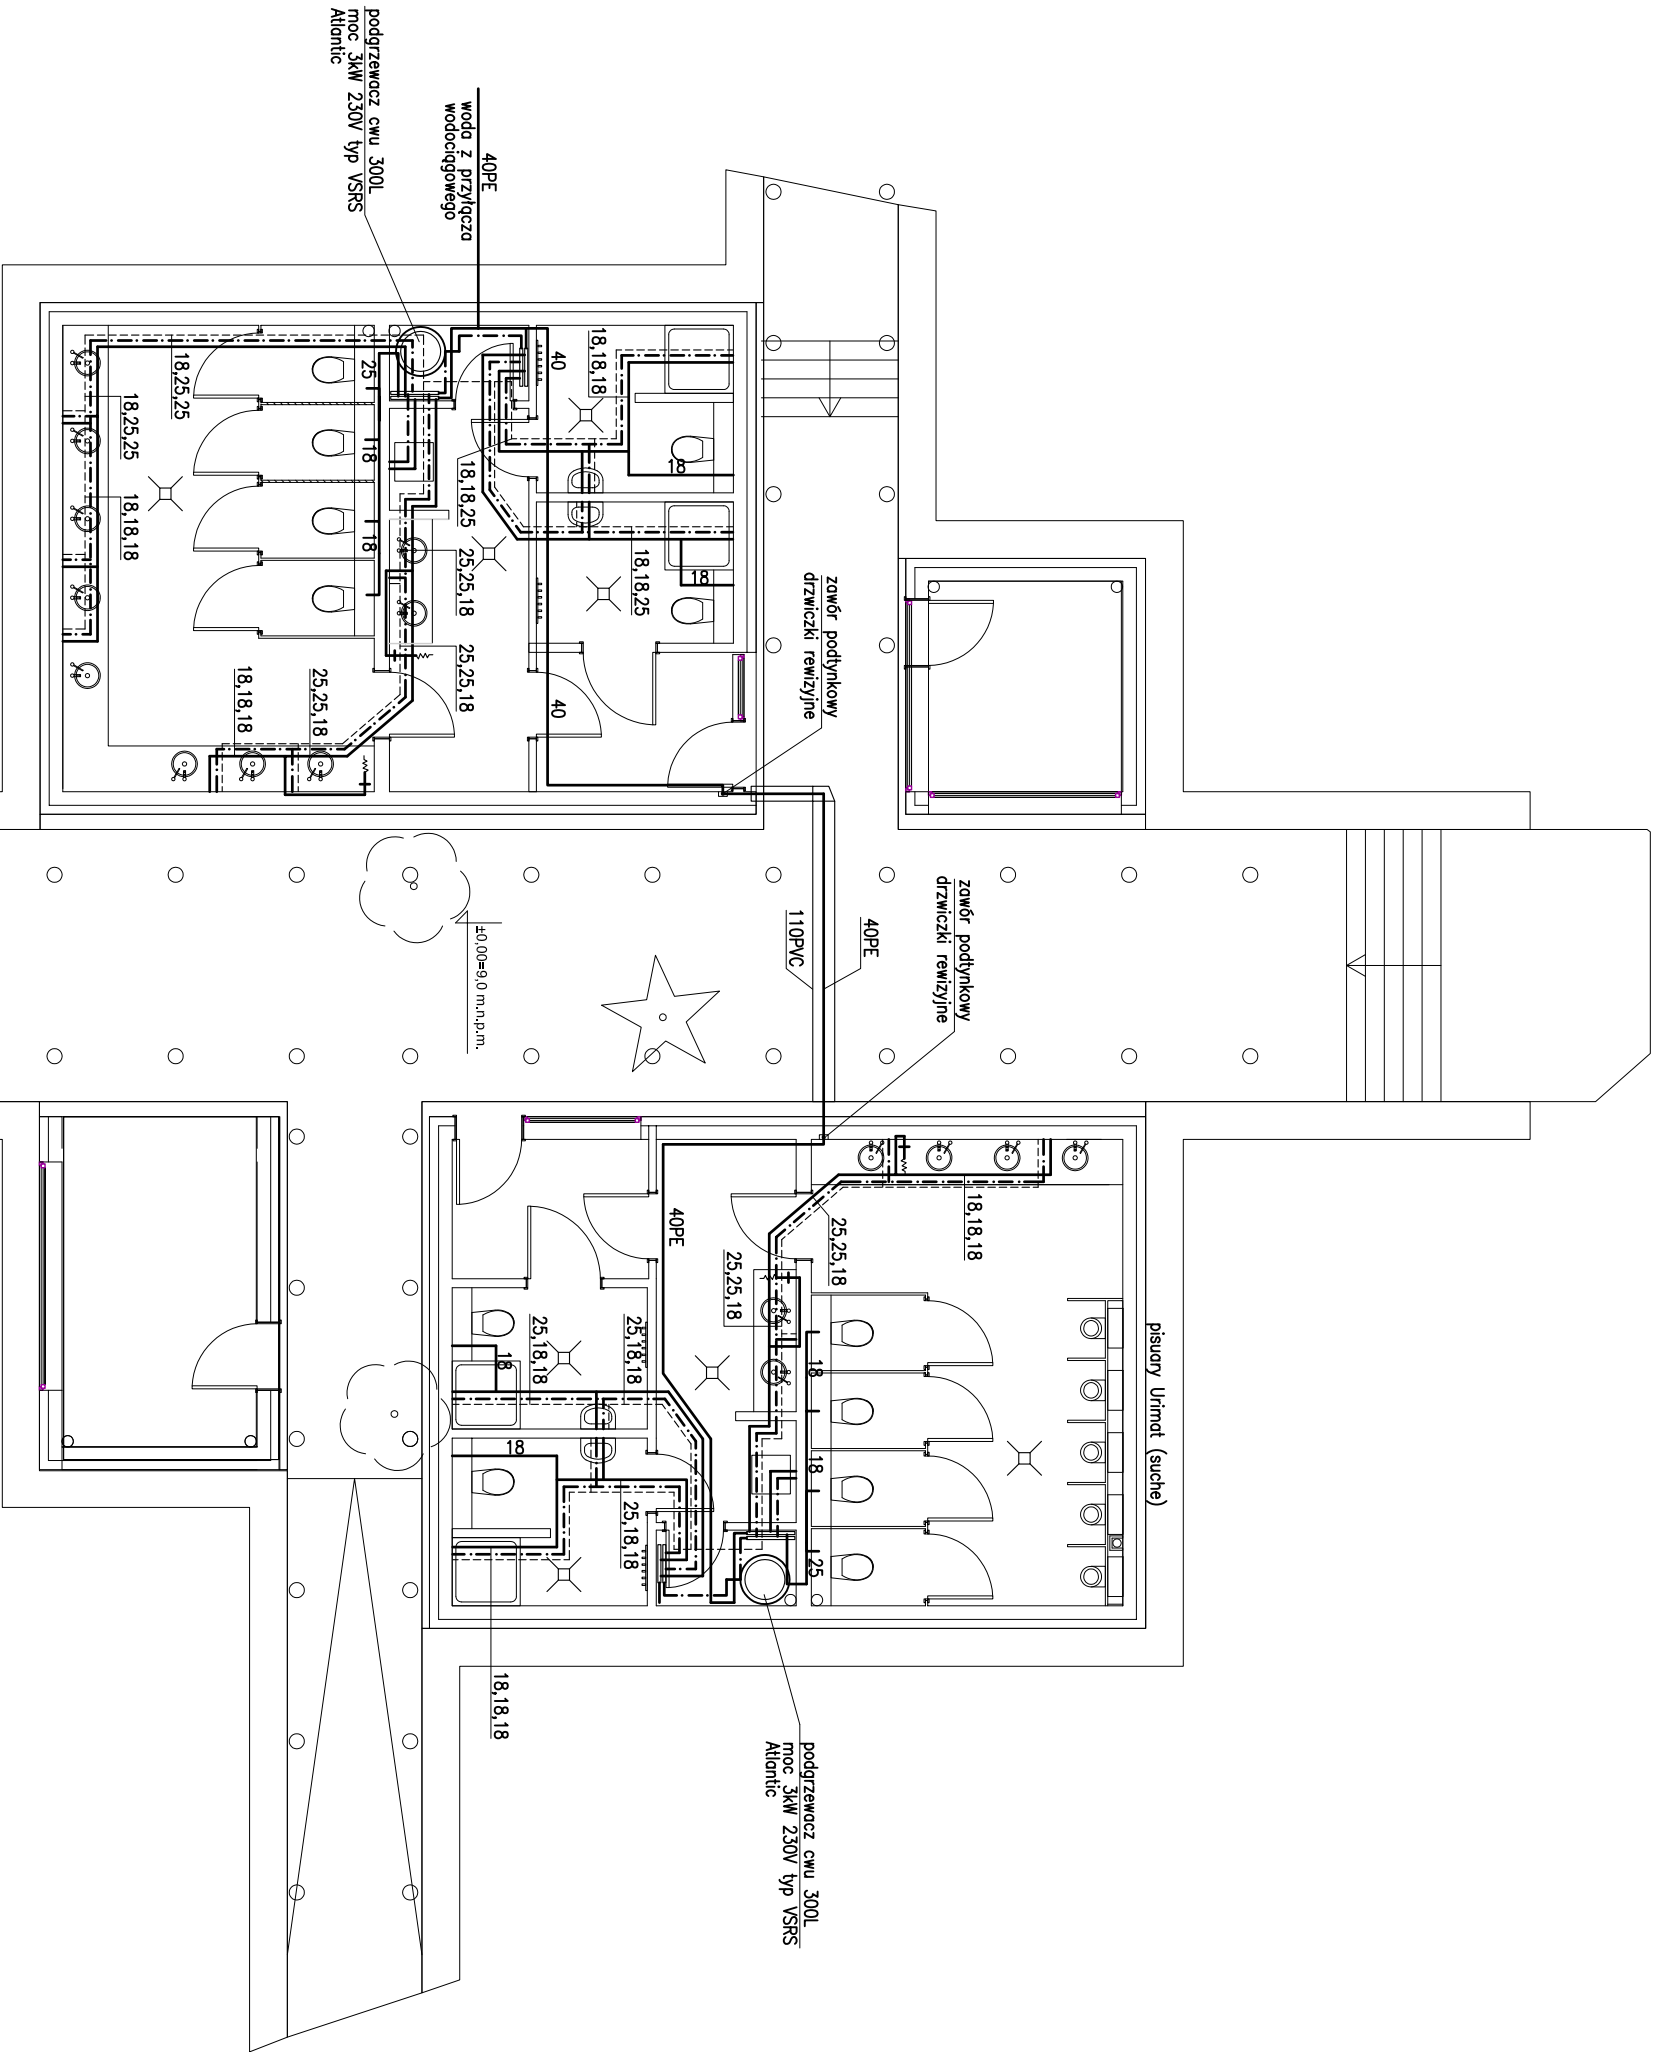 podgrzewacz cwu 300L
moc 3kW 230V typ VSRS
Atlantic
40PE
woda z przyłącza
wodociągowego
40
18,18,18
18
25
18,25,25
18
18,25,25
18,18,25
18
18,18,18
25,25,18
18,18,25
18
zawór podtynkowy
drzwiczki rewizyjne
25,25,18
40
25,25,18
18,18,18
zawór podtynkowy
drzwiczki rewizyjne
40PE
110PVC
±0,00=9,0 m.n.p.m.
18,18,18
25,25,18
40PE
25,25,18
pisuary Urimat (suche)
25,18,18
25,18,18
18
18
18
18
25,18,18
25
18,18,18
podgrzewacz cwu 300L
moc 3kW 230V typ VSRS
Atlantic